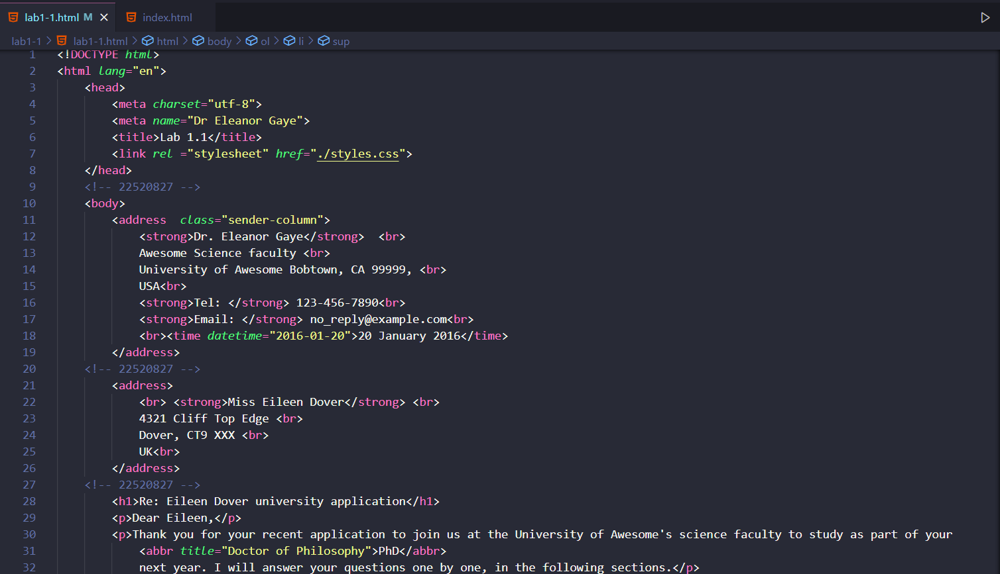 lab1-1.html M × index.html
lab1-1 > lab1-1.html > html > body > ol > li > sup
1 <!DOCTYPE html>
2 <html lang="en">
3 <head>
4 <meta charset="utf-8">
5 <meta name="Dr Eleanor Gaye">
6 <title>Lab 1.1</title>
7 <link rel ="stylesheet" href="./styles.css">
8 </head>
9 <!-- 22520827 -->
10 <body>
11 <address  class="sender-column">
12 <strong>Dr. Eleanor Gaye</strong>  <br>
13 Awesome Science faculty <br>
14 University of Awesome Bobtown, CA 99999, <br>
15 USA<br>
16 <strong>Tel: </strong> 123-456-7890<br>
17 <strong>Email: </strong> no_reply@example.com<br>
18 <br><time datetime="2016-01-20">20 January 2016</time>
19 </address>
20 <!-- 22520827 -->
21 <address>
22 <br> <strong>Miss Eileen Dover</strong> <br>
23 4321 Cliff Top Edge <br>
24 Dover, CT9 XXX <br>
25 UK<br>
26 </address>
27 <!-- 22520827 -->
28 <h1>Re: Eileen Dover university application</h1>
29 <p>Dear Eileen,</p>
30 <p>Thank you for your recent application to join us at the University of Awesome's science faculty to study as part of your
31 <abbr title="Doctor of Philosophy">PhD</abbr>
32 next year. I will answer your questions one by one, in the following sections.</p>